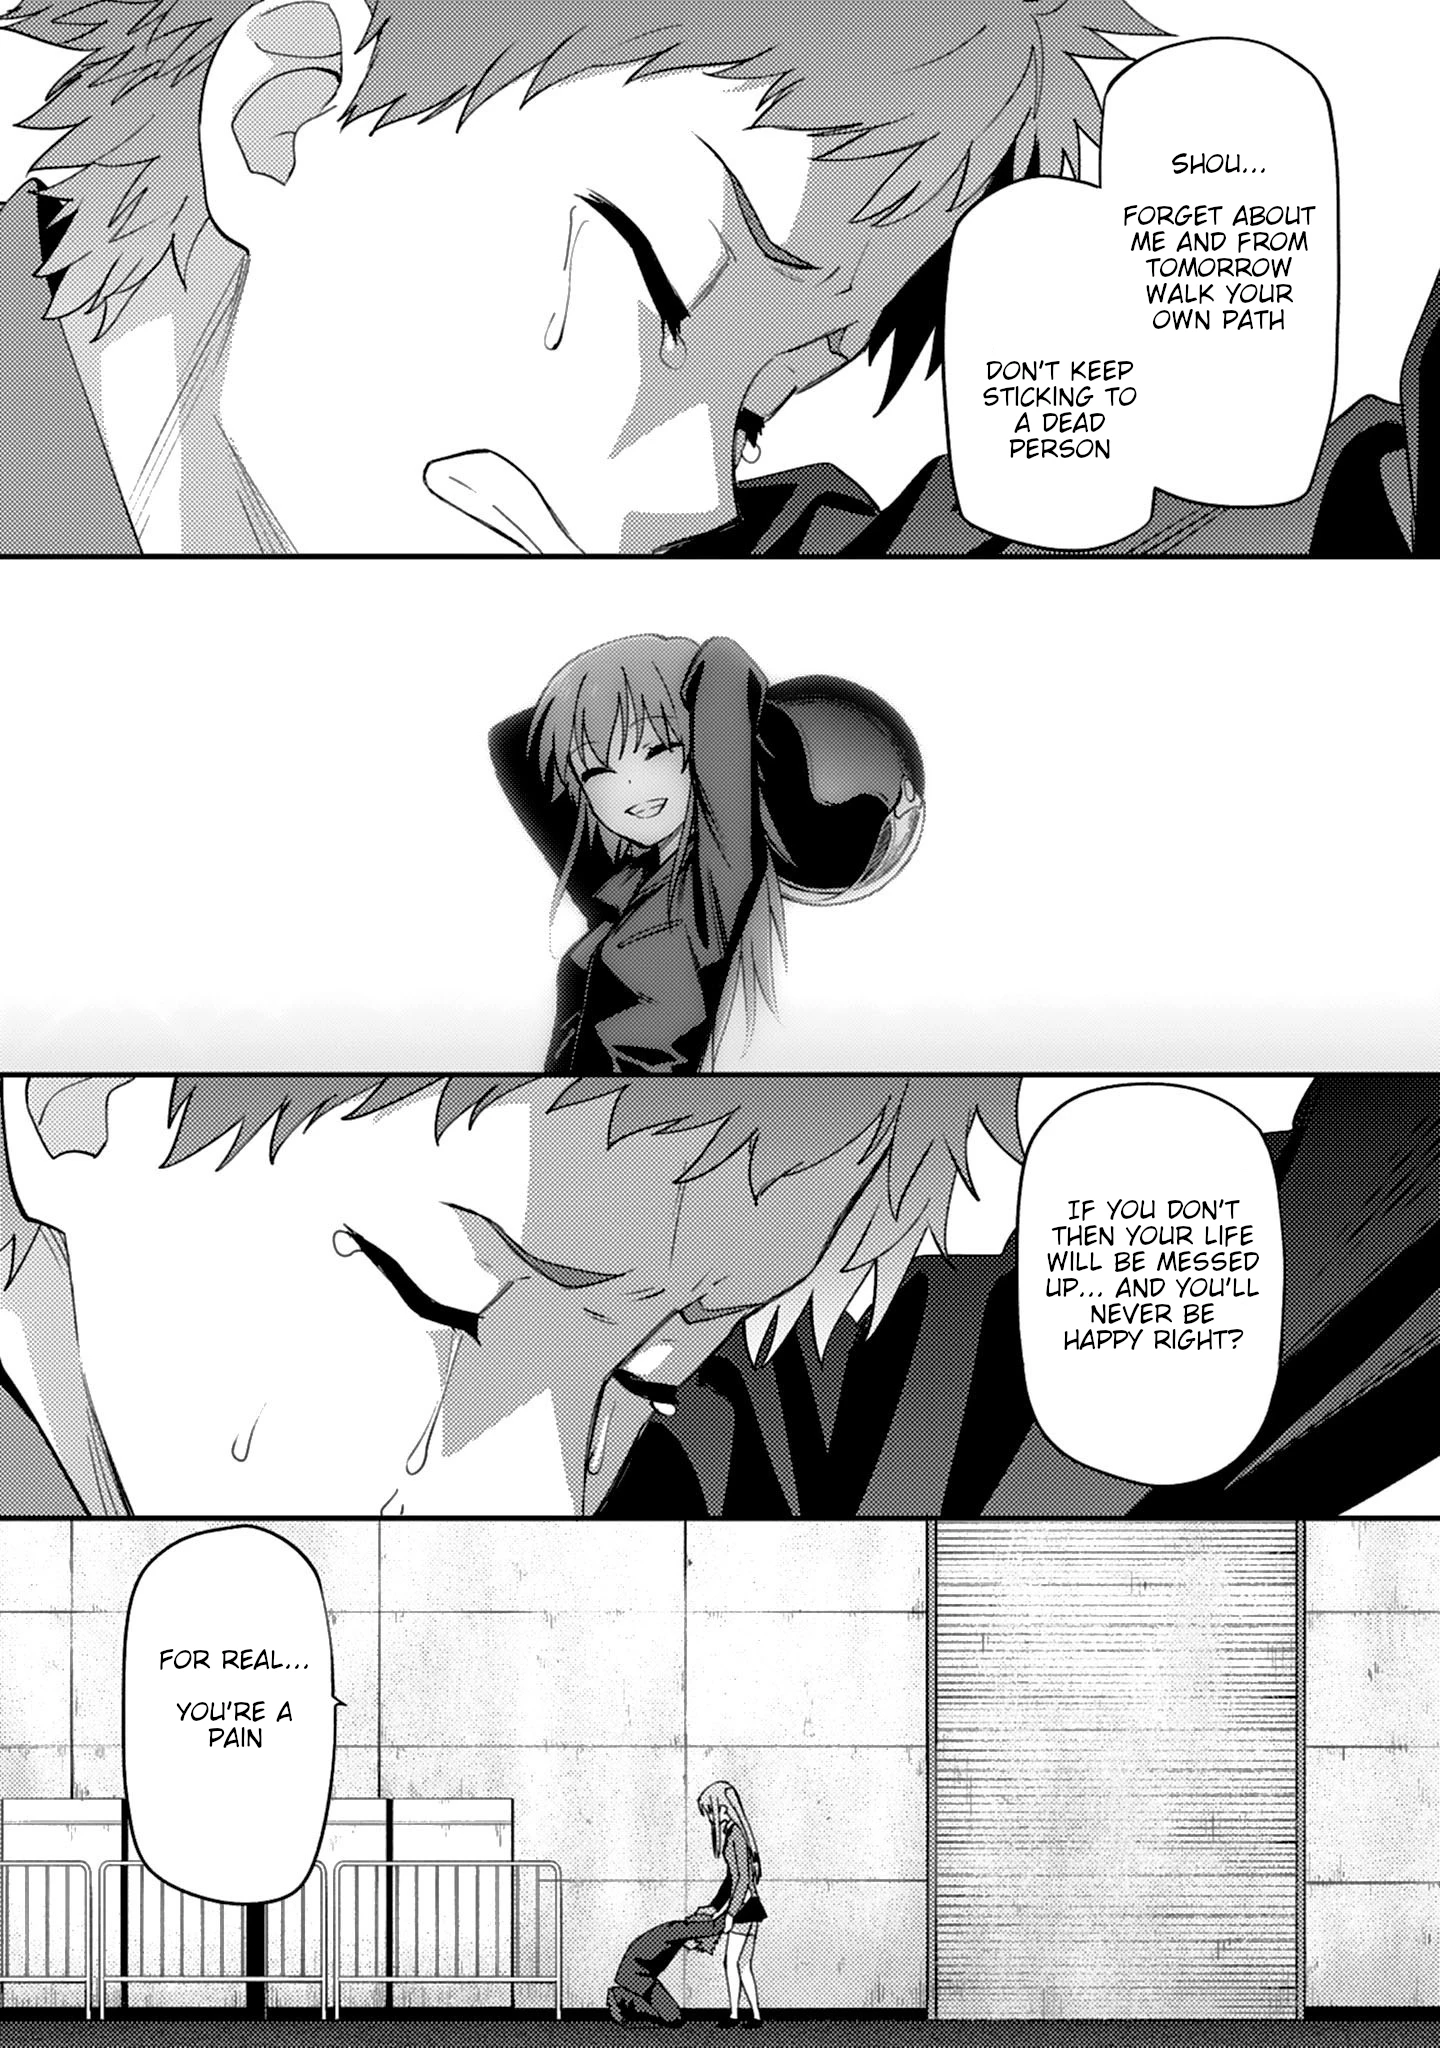 SHOU...
FORGET ABOUT
ME AND FROM
TOMORROW
WALK YOUR
OWN PATH
DON'T KEEP
STICKING TO
A DEAD
PERSON
IF YOU DON'T
THEN YOUR LIFE
WILL BE MESSED
UP... AND YOU'LL
NEVER BE
HAPPY RIGHT?
FOR REAL...
YOU'RE A
PAIN